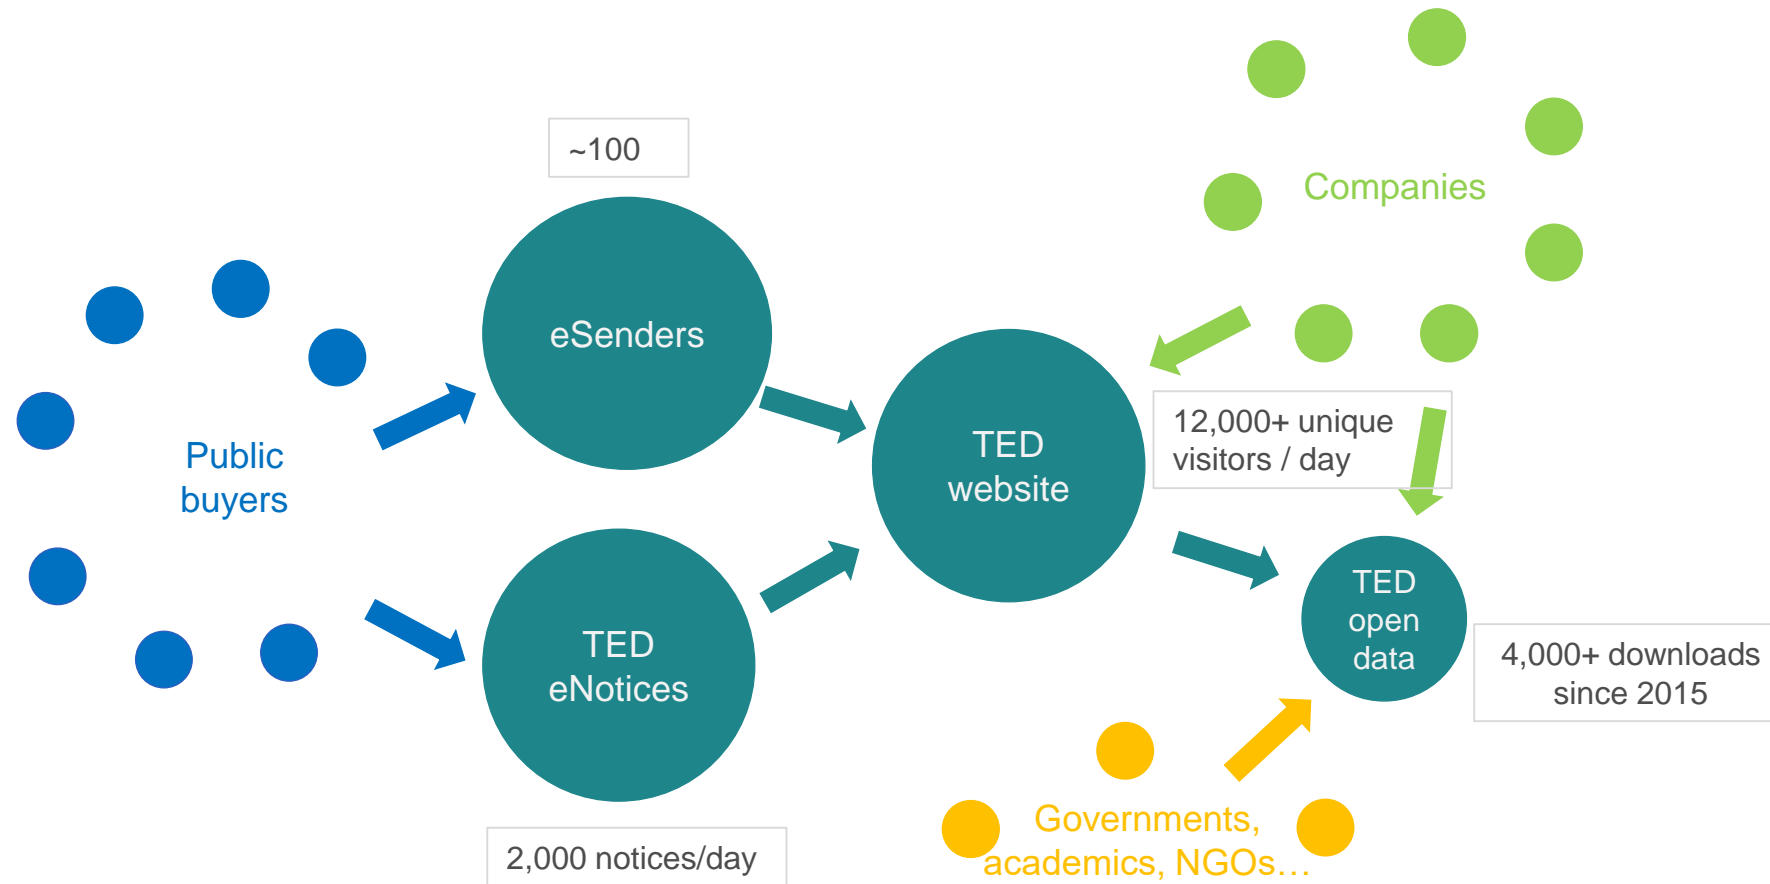 ~100
Companies
eSenders
Public
buyers
TED
website
12,000+ unique
visitors / day
TED
eNotices
TED
open
data
4,000+ downloads
since 2015
Governments,
academics, NGOs…
2,000 notices/day